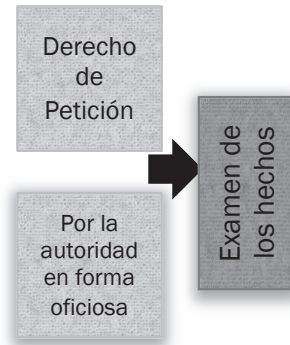 Derecho
de
Petición
Por la
autoridad
en forma
oficiosa
Examen de
los hechos